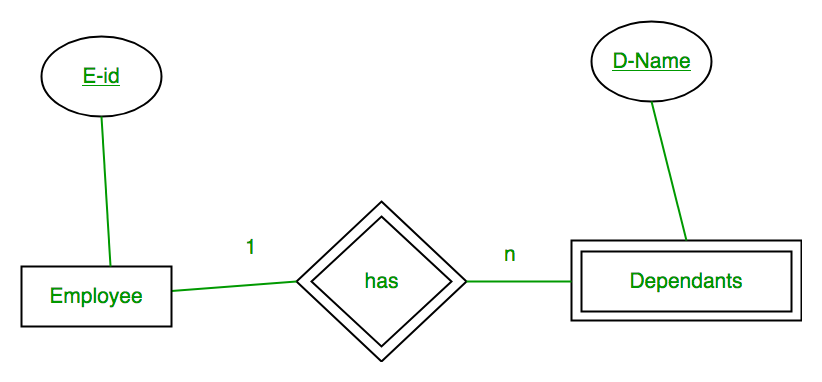 E-id
D-Name
1
n
Employee
has
Dependants